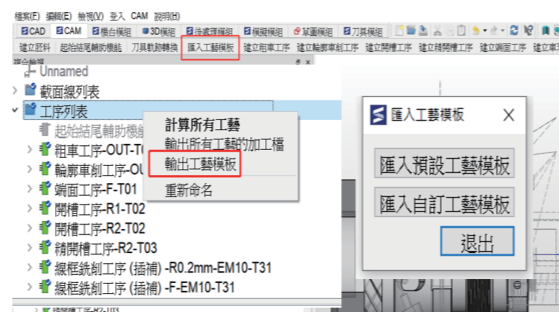 檔案(F) 編輯(E) 檢視(V) 登入 CAM 說明(H)
CAD CAM 機台模組 3D模組 後處理模組 模擬模組 草圖模組 刀具模組
建立胚料 起始結尾輔助機能 刀具軌跡轉換 匯入工藝模板 建立粗車工序 建立輪廓車削工序 建立開槽工序 建立精開槽工序 建立端面工序 建立車
Unnamed
截面線列表
工序列表
起始結尾輔助機能
粗車工序-OUT-T0
輪廓車削工序-OU
端面工序-F-T01
開槽工序-R1-T02
開槽工序-R2-T02
精開槽工序-R2-T03
線框銑削工序 (插補) -R0.2mm-EM10-T31
線框銑削工序 (插補) -F-EM10-T31
計算所有工藝
輸出所有工藝的加工檔
輸出工藝模板
重新命名
匯入工藝模板
匯入預設工藝模板
匯入自訂工藝模板
退出